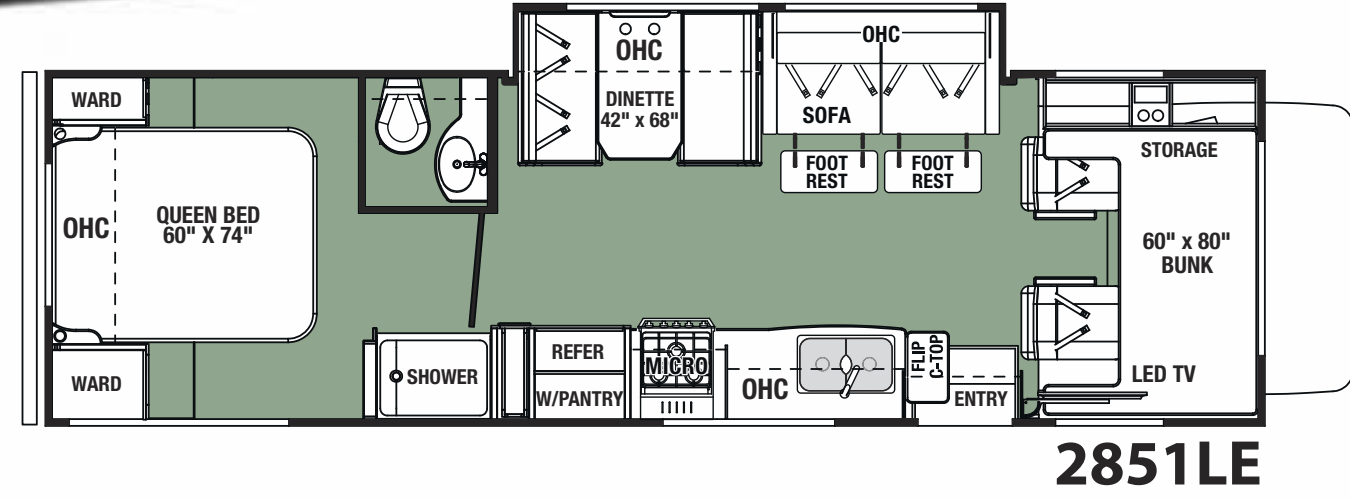 WARD
OHC
QUEEN BED
60" X 74"
WARD
OHC
DINETTE
42" x 68"
OHC
SOFA
FOOT
REST
FOOT
REST
STORAGE
60" x 80"
BUNK
LED TV
SHOWER
REFER
W/PANTRY
MICRO
OHC
FLIP
C-TOP
ENTRY
2851LE